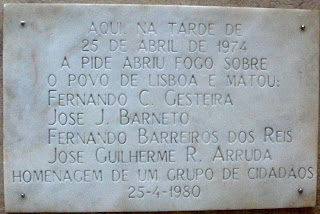 AQUI, NA TARDE DE
25 DE ABRIL DE 1974
A PIDE ABRIU FOGO SOBRE
O POVO DE LISBOA E MATOU:
FERNANDO C. GESTEIRA
JOSE J. BARNETO
FERNANDO BARREIROS DOS REIS
JOSE GUILHERME R. ARRUDA
HOMENAGEM DE UM GRUPO DE CIDADÃOS
25-4-1980